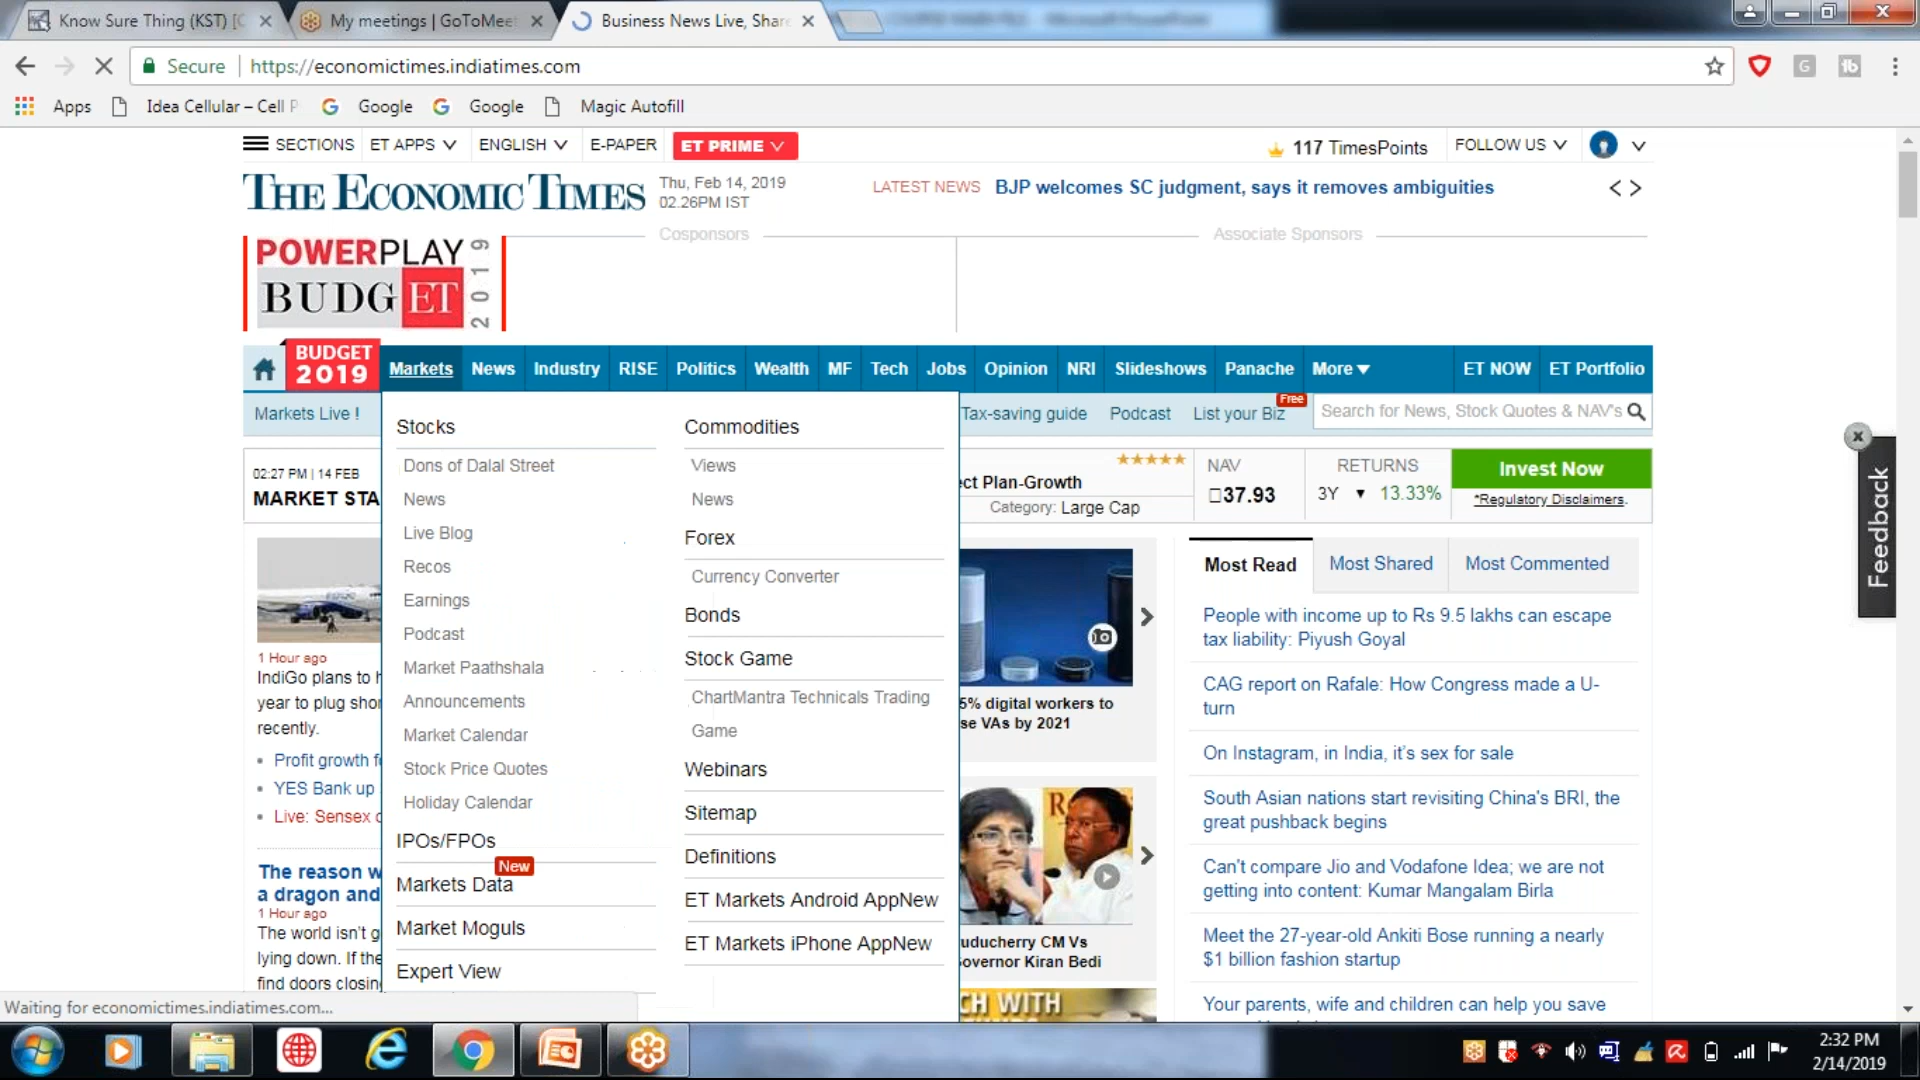 Know Sure Thing (KST) [C
My meetings | GoToMeet
Business News Live, Share
Secure
https://economictimes.indiatimes.com
Apps
Idea Cellular – Cell P
Google
Google
Magic Autofill
SECTIONS
ET APPS
ENGLISH
E-PAPER
ET PRIME
117 TimesPoints
FOLLOW US
THE ECONOMIC TIMES
Thu, Feb 14, 2019
02.26PM IST
LATEST NEWS
BJP welcomes SC judgment, says it removes ambiguities
Cosponsors
Associate Sponsors
POWERPLAY
BUDGET
2019
BUDGET
2019
Markets
News
Industry
RISE
Politics
Wealth
MF
Tech
Jobs
Opinion
NRI
Slideshows
Panache
More
ET NOW
ET Portfolio
Markets Live !
Tax-saving guide
Podcast
List your Biz
Free
Search for News, Stock Quotes & NAV's
02:27 PM | 14 FEB
MARKET STA
Stocks
Dons of Dalal Street
News
Live Blog
Recos
Earnings
Podcast
Market Paathshala
Announcements
Market Calendar
Stock Price Quotes
Holiday Calendar
IPOs/FPOs
New
Markets Data
Market Moguls
Expert View
Commodities
Views
News
Forex
Currency Converter
Bonds
Stock Game
ChartMantra Technicals Trading
Game
Webinars
Sitemap
Definitions
ET Markets Android AppNew
ET Markets iPhone AppNew
ect Plan-Growth
Category: Large Cap
NAV
37.93
RETURNS
3Y
13.33%
Invest Now
*Regulatory Disclaimers.
Feedback
1 Hour ago
IndiGo plans to h
year to plug shor
recently.
Profit growth f
YES Bank up
Live: Sensex c
The reason w
a dragon and
1 Hour ago
The world isn't g
lying down. If the
find doors closin
5% digital workers to
se VAs by 2021
uducherry CM Vs
overnor Kiran Bedi
CH WITH
Most Read
Most Shared
Most Commented
People with income up to Rs 9.5 lakhs can escape
tax liability: Piyush Goyal
CAG report on Rafale: How Congress made a U-
turn
On Instagram, in India, it's sex for sale
South Asian nations start revisiting China's BRI, the
great pushback begins
Can't compare Jio and Vodafone Idea; we are not
getting into content: Kumar Mangalam Birla
Meet the 27-year-old Ankiti Bose running a nearly
$1 billion fashion startup
Your parents, wife and children can help you save
Waiting for economictimes.indiatimes.com...
2:32 PM
2/14/2019